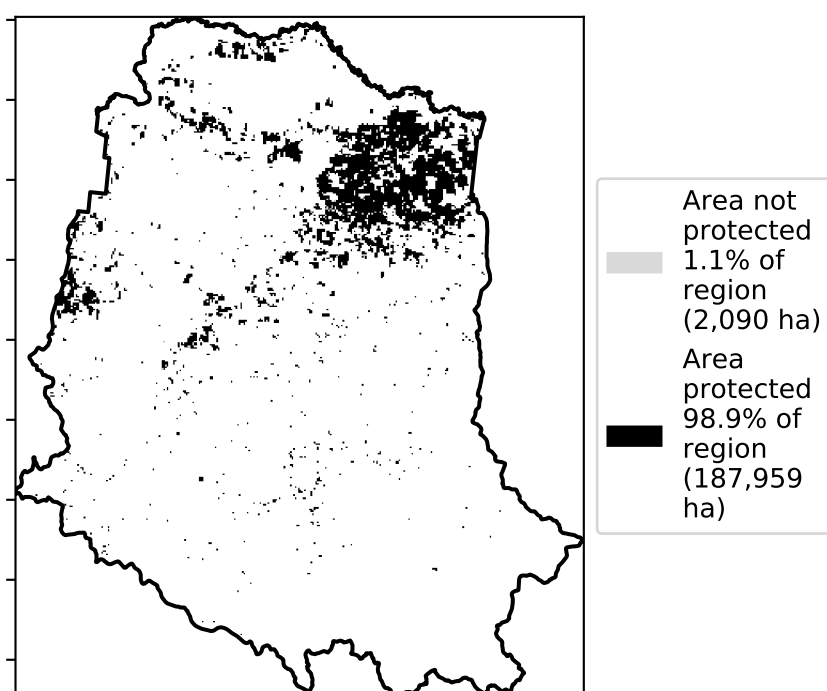 Area not
protected
1.1% of
region
(2,090 ha)
Area
protected
98.9% of
region
(187,959
ha)